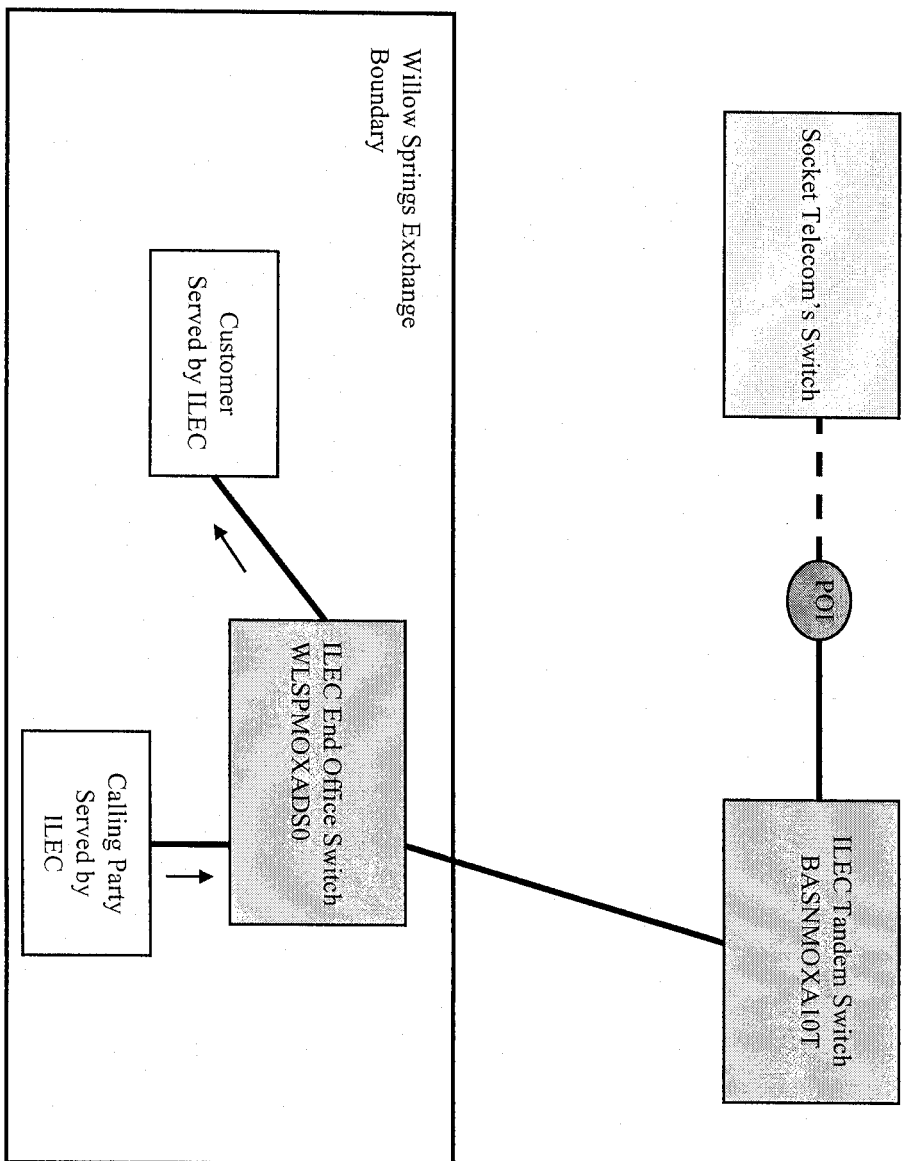 Socket Telecom's Switch
POI
ILEC Tandem Switch
BASNMOXA10T
Willow Springs Exchange
Boundary
Customer
Served by ILEC
ILEC End Office Switch
WLSPMOXADS0
Calling Party
Served by
ILEC